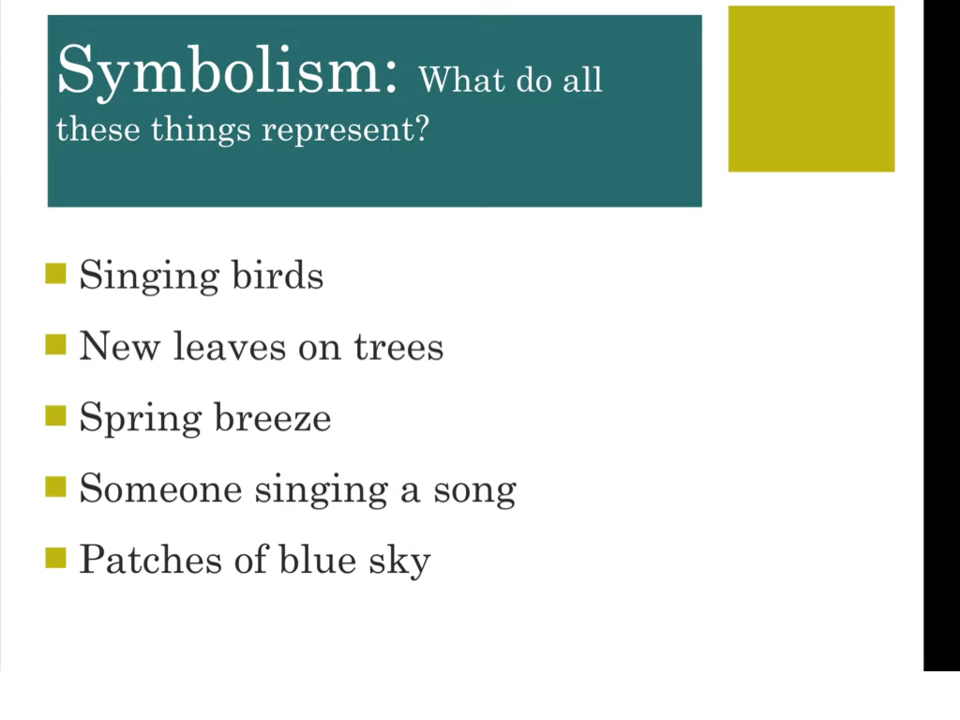 Symbolism: What do all
these things represent?
Singing birds
New leaves on trees
Spring breeze
Someone singing a song
Patches of blue sky